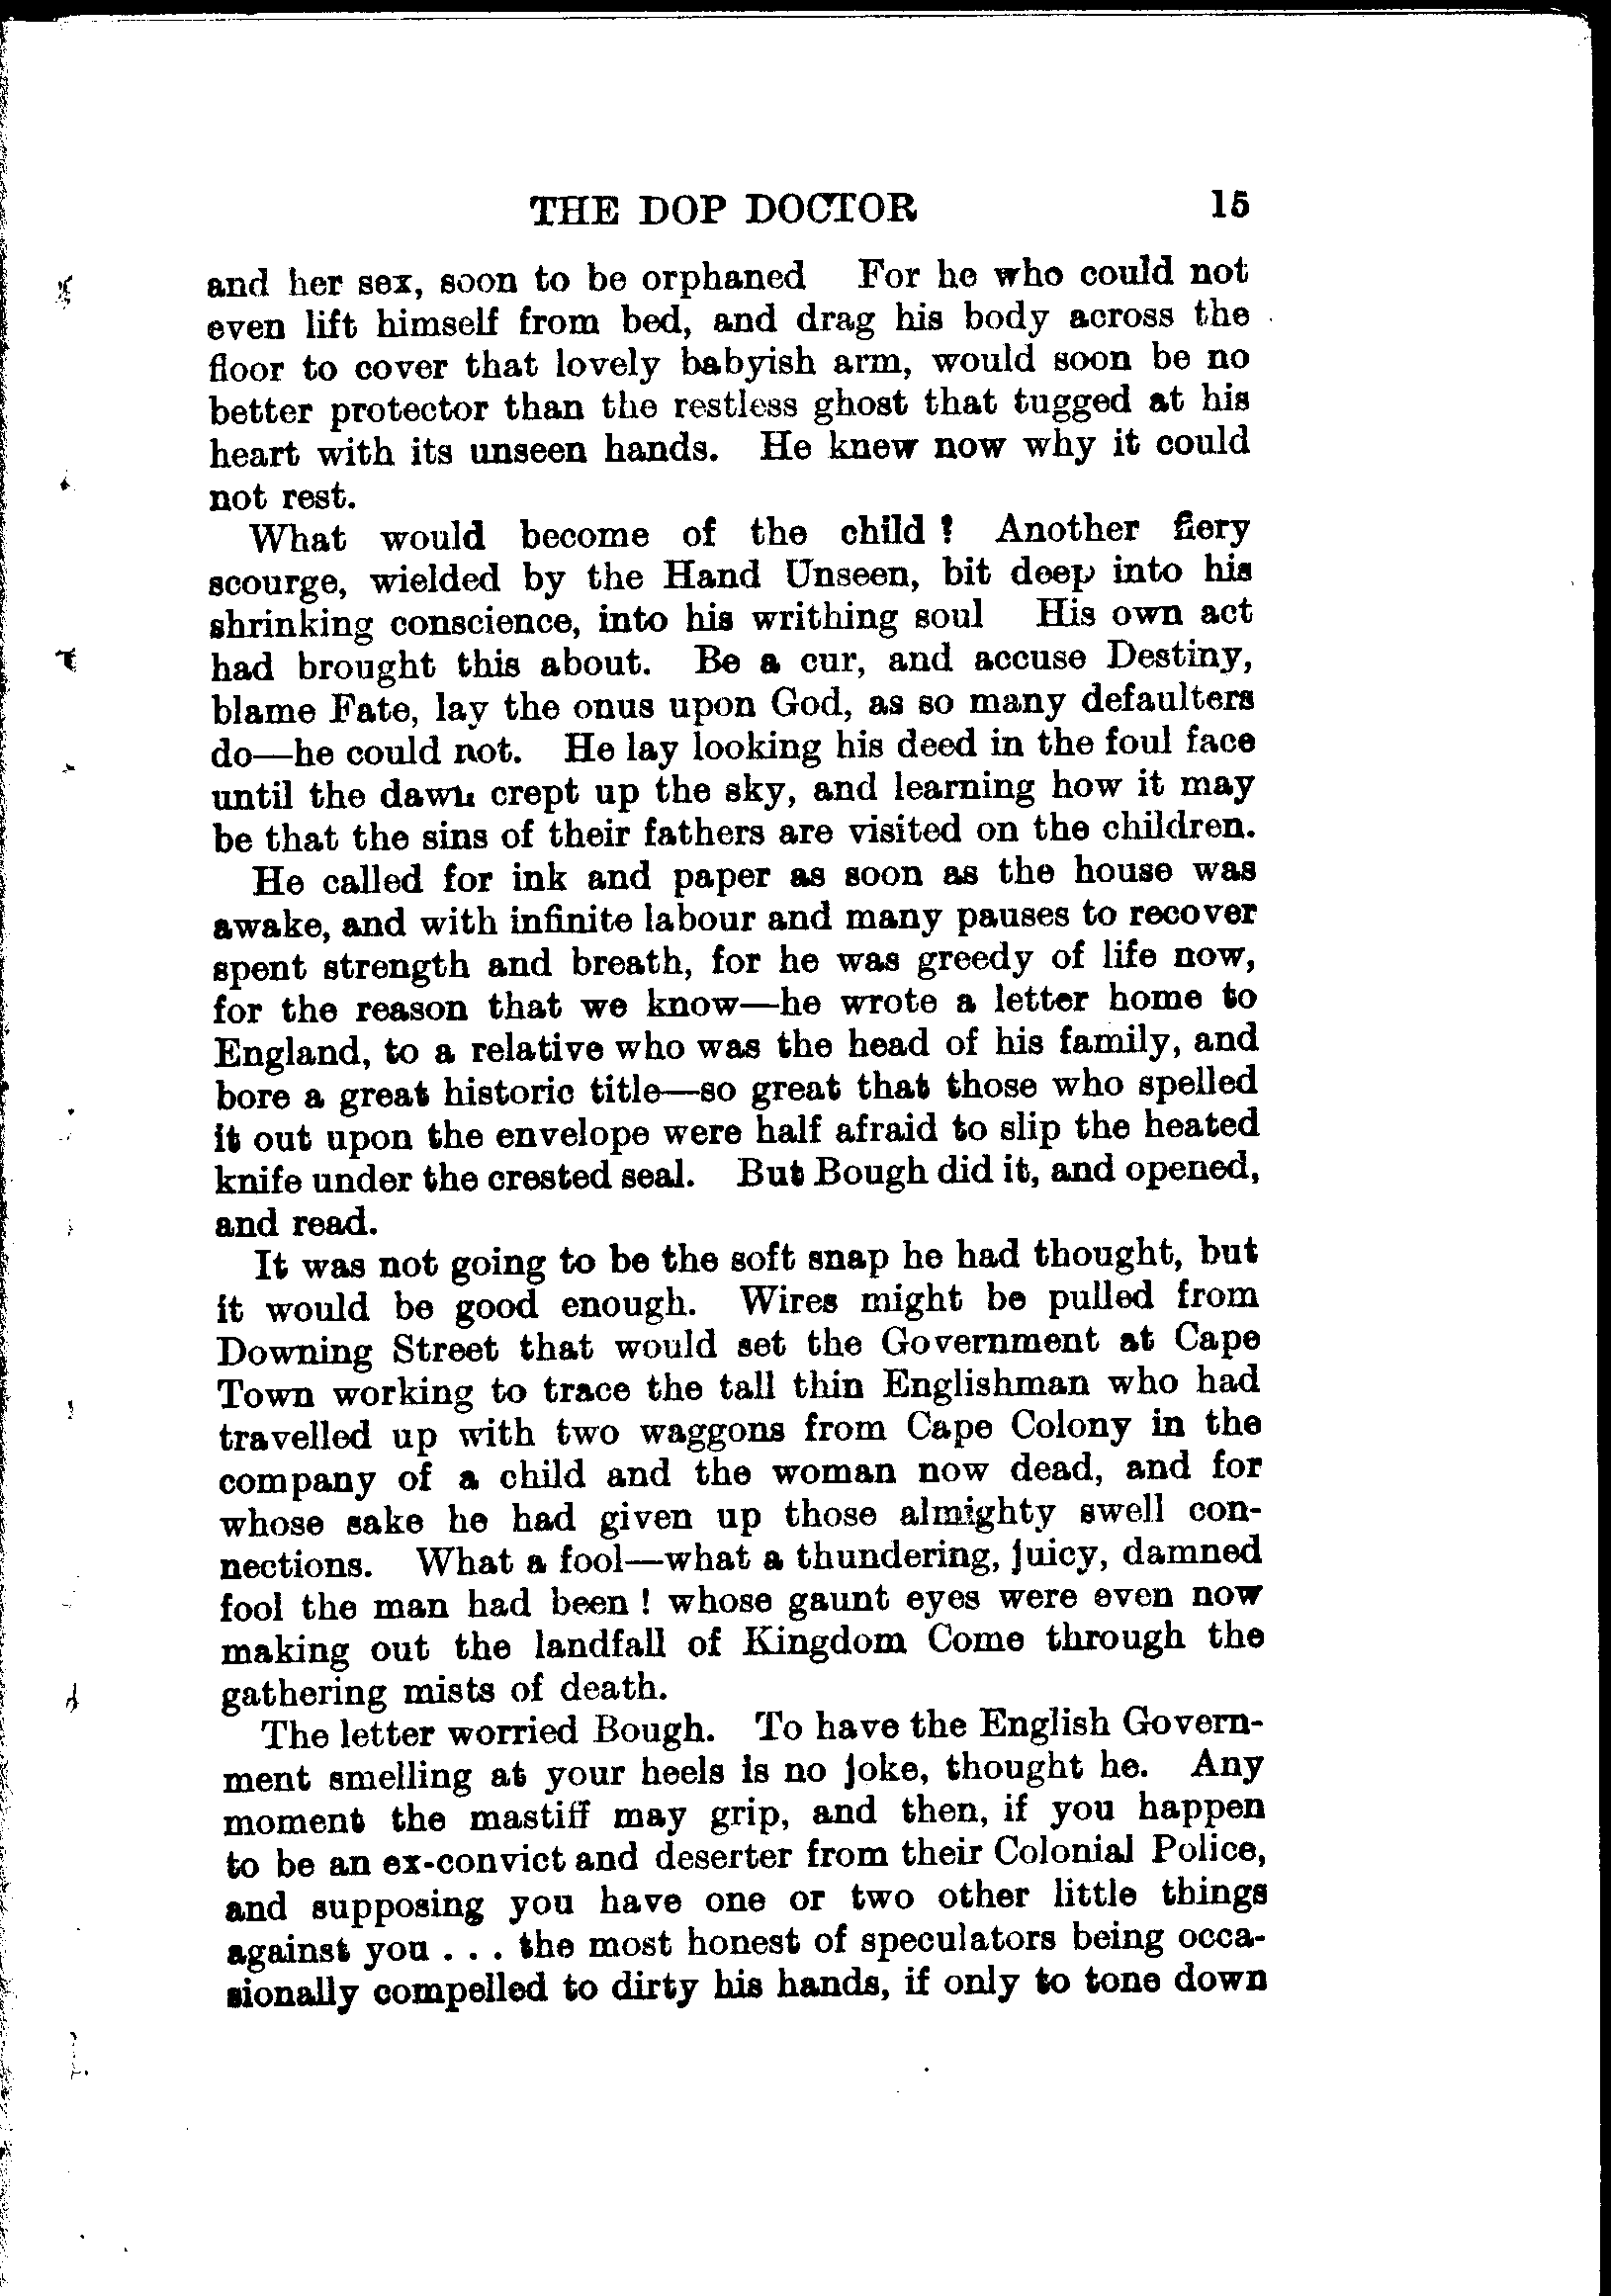 THE DOP DOCTOR 15
and her sex, soon to be orphaned For he who could not
even lift himself from bed, and drag his body across the
floor to cover that lovely babyish arm, would soon be no
better protector than the restless ghost that tugged at his
heart with its unseen hands. He knew now why it could
not rest.
What would become of the child ? Another fiery
scourge, wielded by the Hand Unseen, bit deep into his
shrinking conscience, into his writhing soul His own act
had brought this about. Be a cur, and accuse Destiny,
blame Fate, lay the onus upon God, as so many defaulters
do—he could not. He lay looking his deed in the foul face
until the dawn crept up the sky, and learning how it may
be that the sins of their fathers are visited on the children.
He called for ink and paper as soon as the house was
awake, and with infinite labour and many pauses to recover
spent strength and breath, for he was greedy of life now,
for the reason that we know—he wrote a letter home to
England, to a relative who was the head of his family, and
bore a great historic title—so great that those who spelled
it out upon the envelope were half afraid to slip the heated
knife under the crested seal. But Bough did it, and opened,
and read.
It was not going to be the soft snap he had thought, but
it would be good enough. Wires might be pulled from
Downing Street that would set the Government at Cape
Town working to trace the tall thin Englishman who had
travelled up with two waggons from Cape Colony in the
company of a child and the woman now dead, and for
whose sake he had given up those almighty swell con-
nections. What a fool—what a thundering, juicy, damned
fool the man had been ! whose gaunt eyes were even now
making out the landfall of Kingdom Come through the
gathering mists of death.
The letter worried Bough. To have the English Govern-
ment smelling at your heels is no joke, thought he. Any
moment the mastiff may grip, and then, if you happen
to be an ex-convict and deserter from their Colonial Police,
and supposing you have one or two other little things
against you . . . the most honest of speculators being occa-
sionally compelled to dirty his hands, if only to tone down